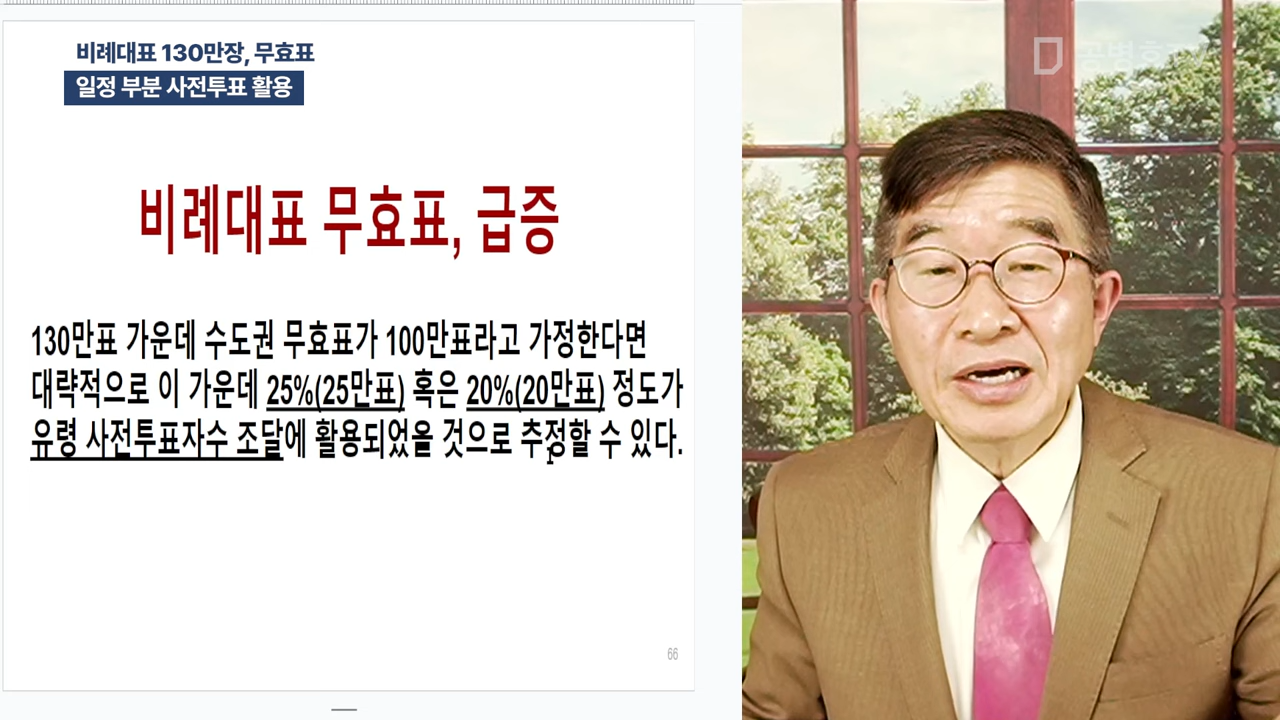 비례대표 130만장, 무효표
일정 부분 사전투표 활용
비례대표 무효표, 급증
130만표 가운데 수도권 무효표가 100만표라고 가정한다면
대략적으로 이 가운데 25%(25만표) 혹은 20%(20만표) 정도가
유령 사전투표자수 조달에 활용되었을 것으로 추정할 수 있다.
66